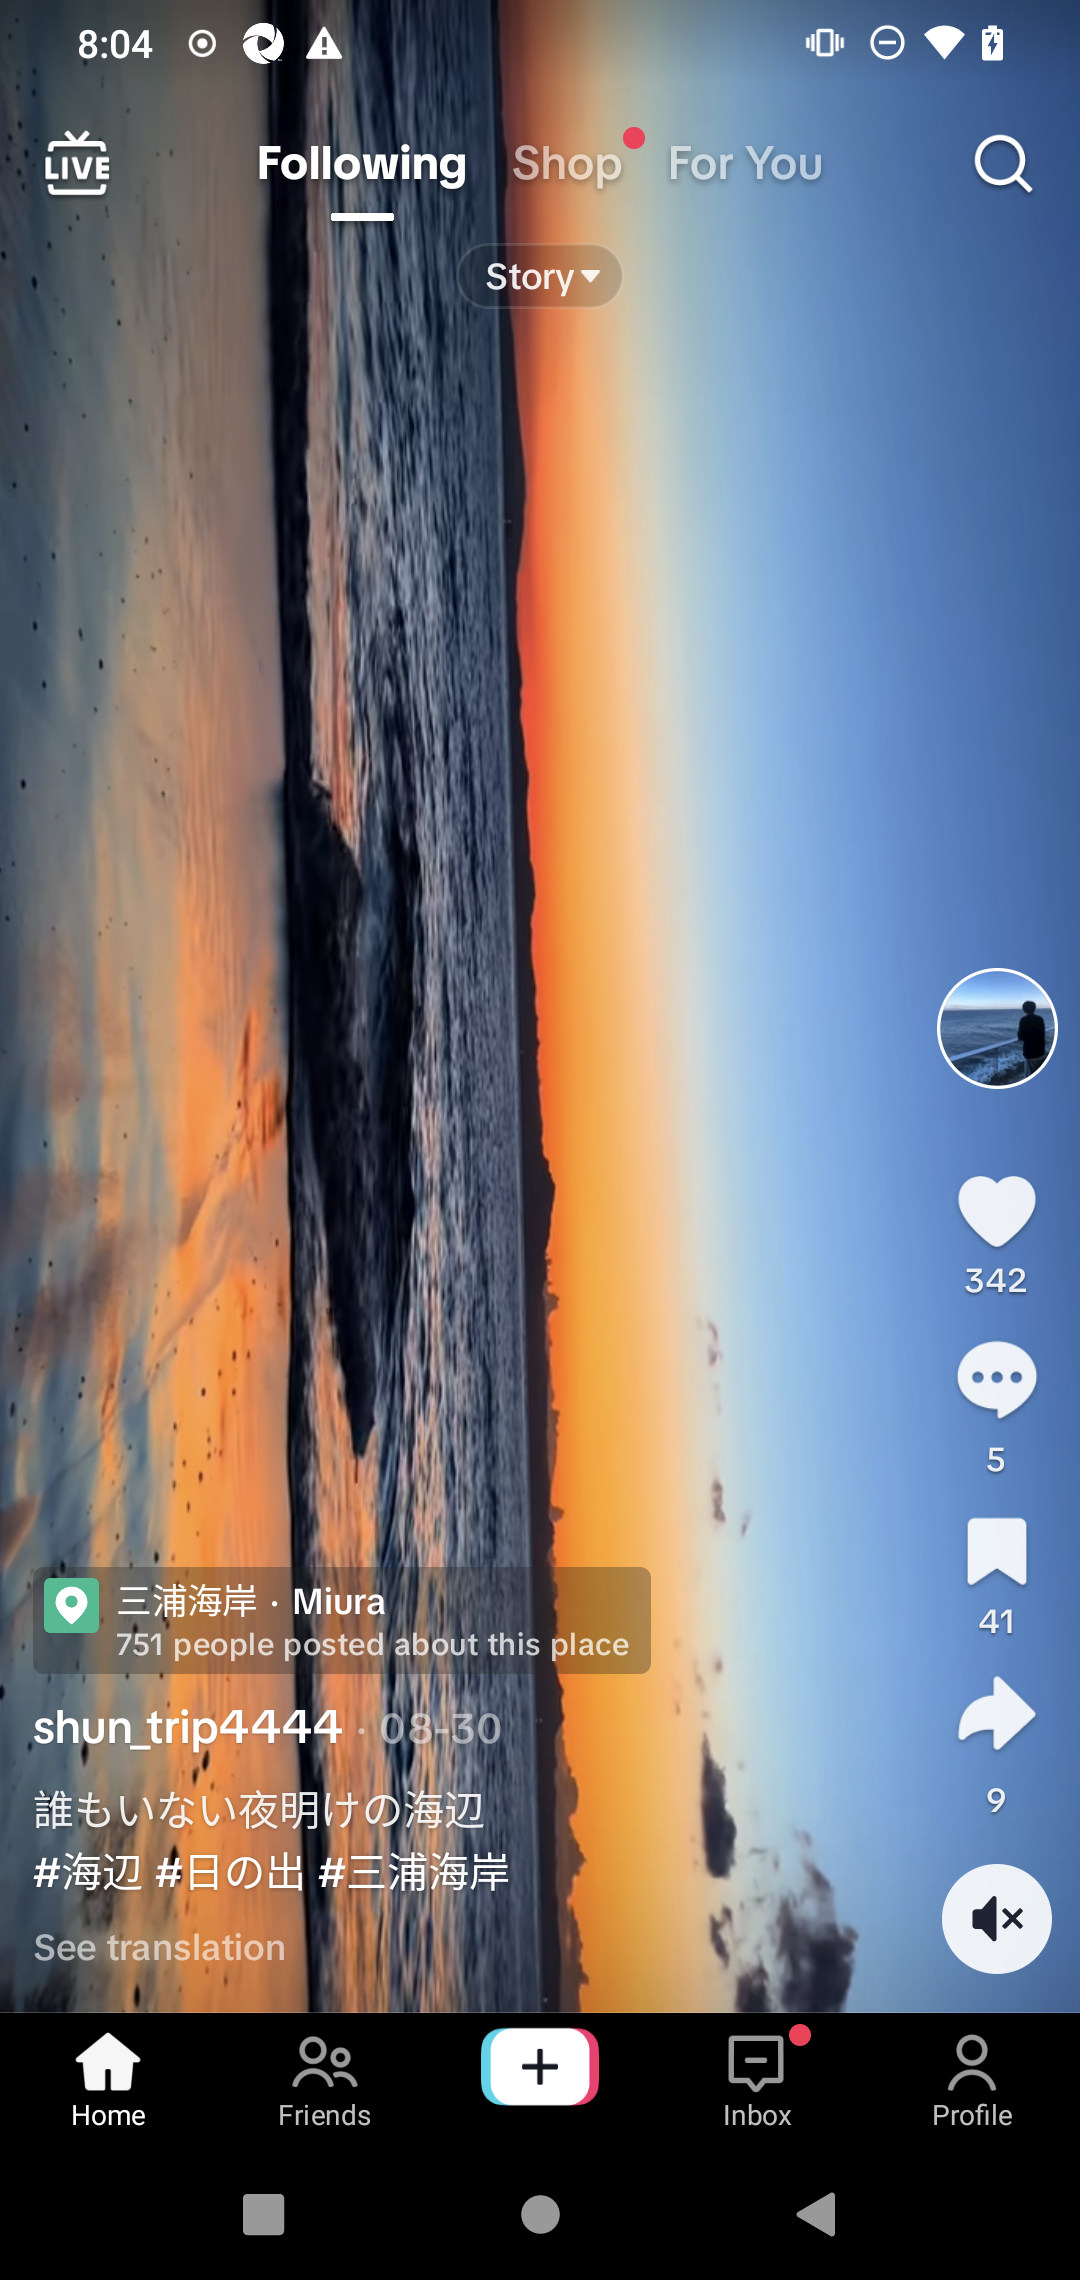 8:04
LIVE
Following
Shop
For You
Story
342
5
41
9
三浦海岸 · Miura
751 people posted about this place
shun_trip4444 · 08-30
誰もいない夜明けの海辺
#海辺 #日の出 #三浦海岸
See translation
Home
Friends
Inbox
Profile